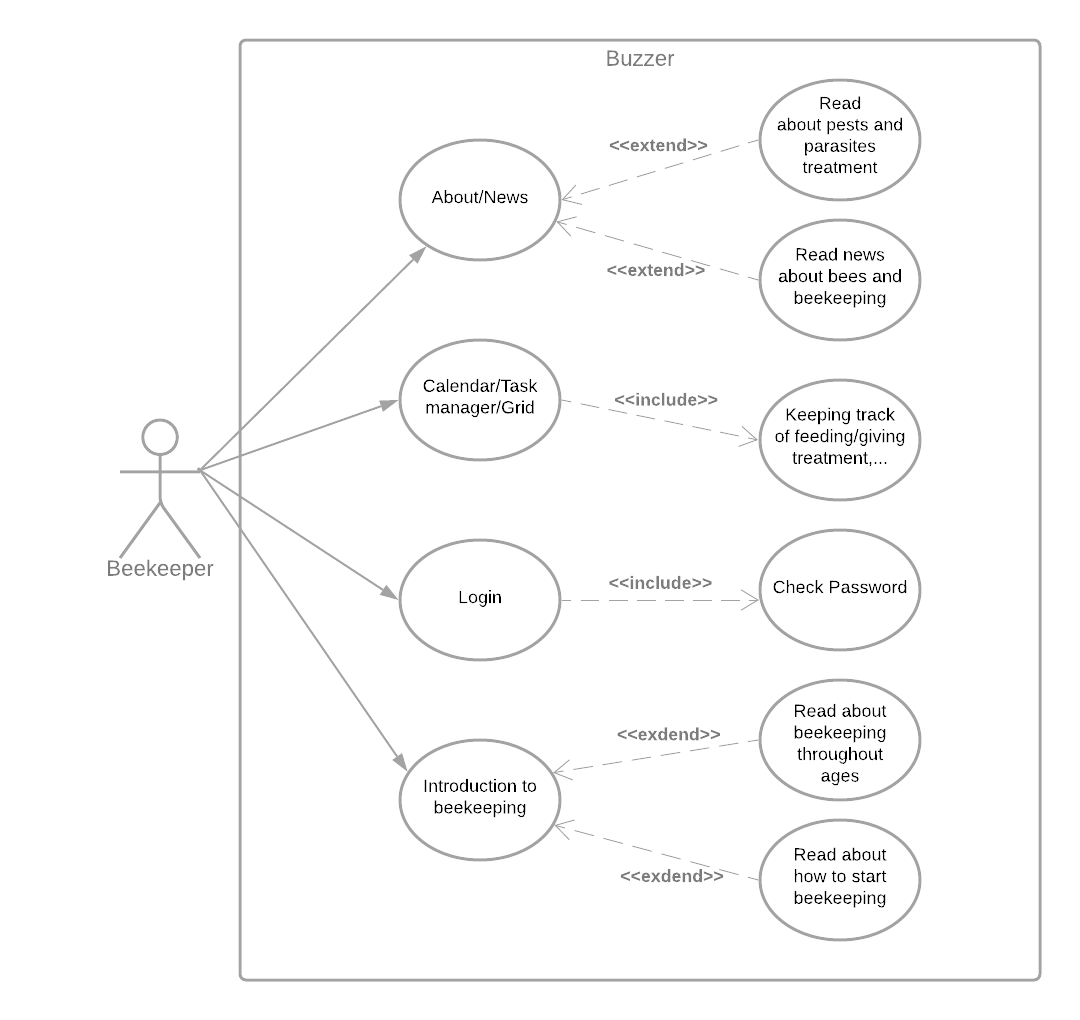 Buzzer
Read
about pests and
parasites
treatment
<<extend>>
About/News
<<extend>>
Read news
about bees and
beekeeping
Calendar/Task
manager/Grid
<<include>>
Keeping track
of feeding/giving
treatment,...
Beekeeper
Login
<<include>>
Check Password
Introduction to
beekeeping
<<exdend>>
Read about
beekeeping
throughout
ages
<<exdend>>
Read about
how to start
beekeeping